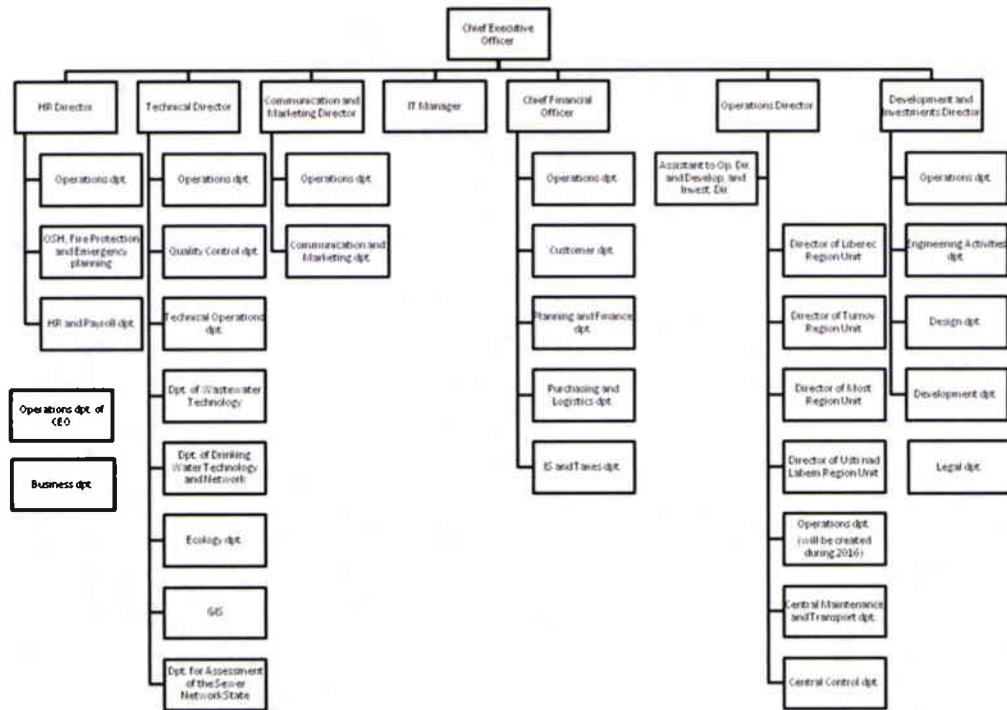 Chief Executive
Officer
HR Director
Technical Director
Communication and
Marketing Director
IT Manager
Chief Financial
Officer
Operations Director
Development and
Investments Director
Operations dpt.
OSH, Fire Protection
and Emergency
planning
HR and Payroll dpt.
Operations dpt. of
CEO
Business dpt.
Operations dpt.
Quality Control dpt.
Technical Operations
dpt.
Dpt. of Wastewater
Technology
Dpt. of Drinking
Water Technology
and Network
Ecology dpt.
GIS
Dpt. for Assessment
of the Sewer
Network State
Operations dpt.
Communication and
Marketing dpt.
Operations dpt.
Customer dpt.
Planning and Finance
dpt.
Purchasing and
Logistics dpt.
IS and Taxes dpt.
Assistant to Op. Dir.
and Develop. and
Invest. Dir.
Director of Liberec
Region Unit
Director of Turnov
Region Unit
Director of Most
Region Unit
Director of Usti nad
Labem Region Unit
Operations dpt.
(will be created
during 2016)
Central Maintenance
and Transport dpt.
Central Control dpt.
Operations dpt.
Engineering Activities
dpt.
Design dpt.
Development dpt.
Legal dpt.